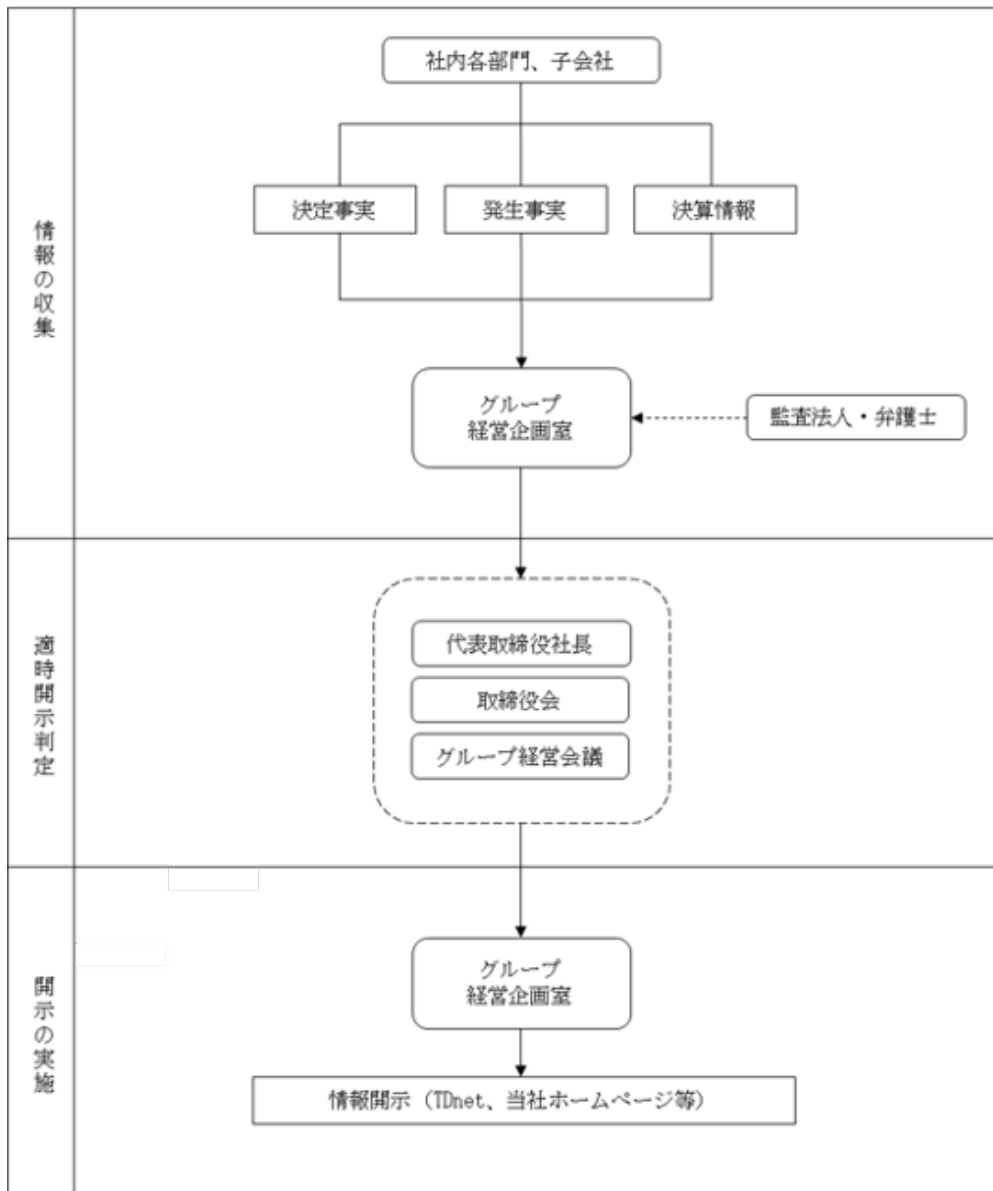 情報の収集
社内各部門、子会社
決定事実
発生事実
決算情報
グループ
経営企画室
監査法人・弁護士
適時開示判定
代表取締役社長
取締役会
グループ経営会議
開示の実施
グループ
経営企画室
情報開示（TDnet、当社ホームページ等）